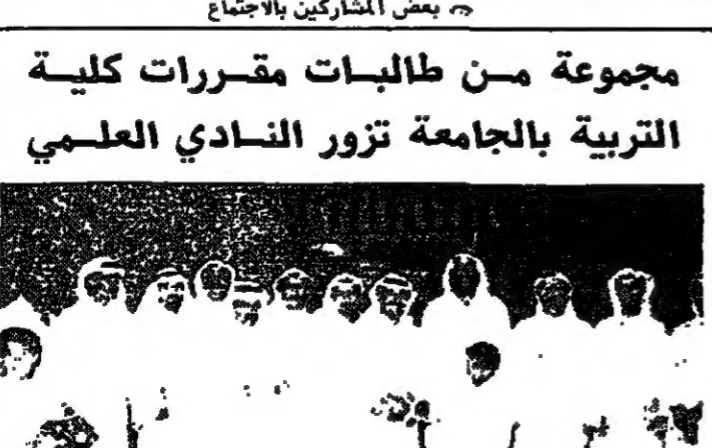 بعض المشاركين بالاجتماع
مجموعة من طالبات مقررات كلية
التربية بالجامعة تزور النادي العلمي